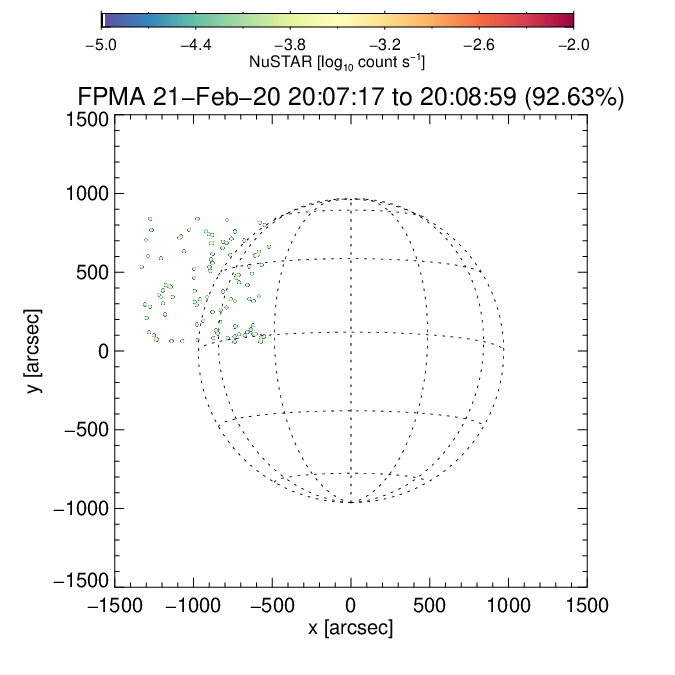 −5.0 −4.4 −3.8 −3.2 −2.6 −2.0
NuSTAR [log₁₀ count s⁻¹]
FPMA 21−Feb−20 20:07:17 to 20:08:59 (92.63%)
1500
1000
500
0
−500
−1000
−1500
y [arcsec]
−1500 −1000 −500 0 500 1000 1500
x [arcsec]